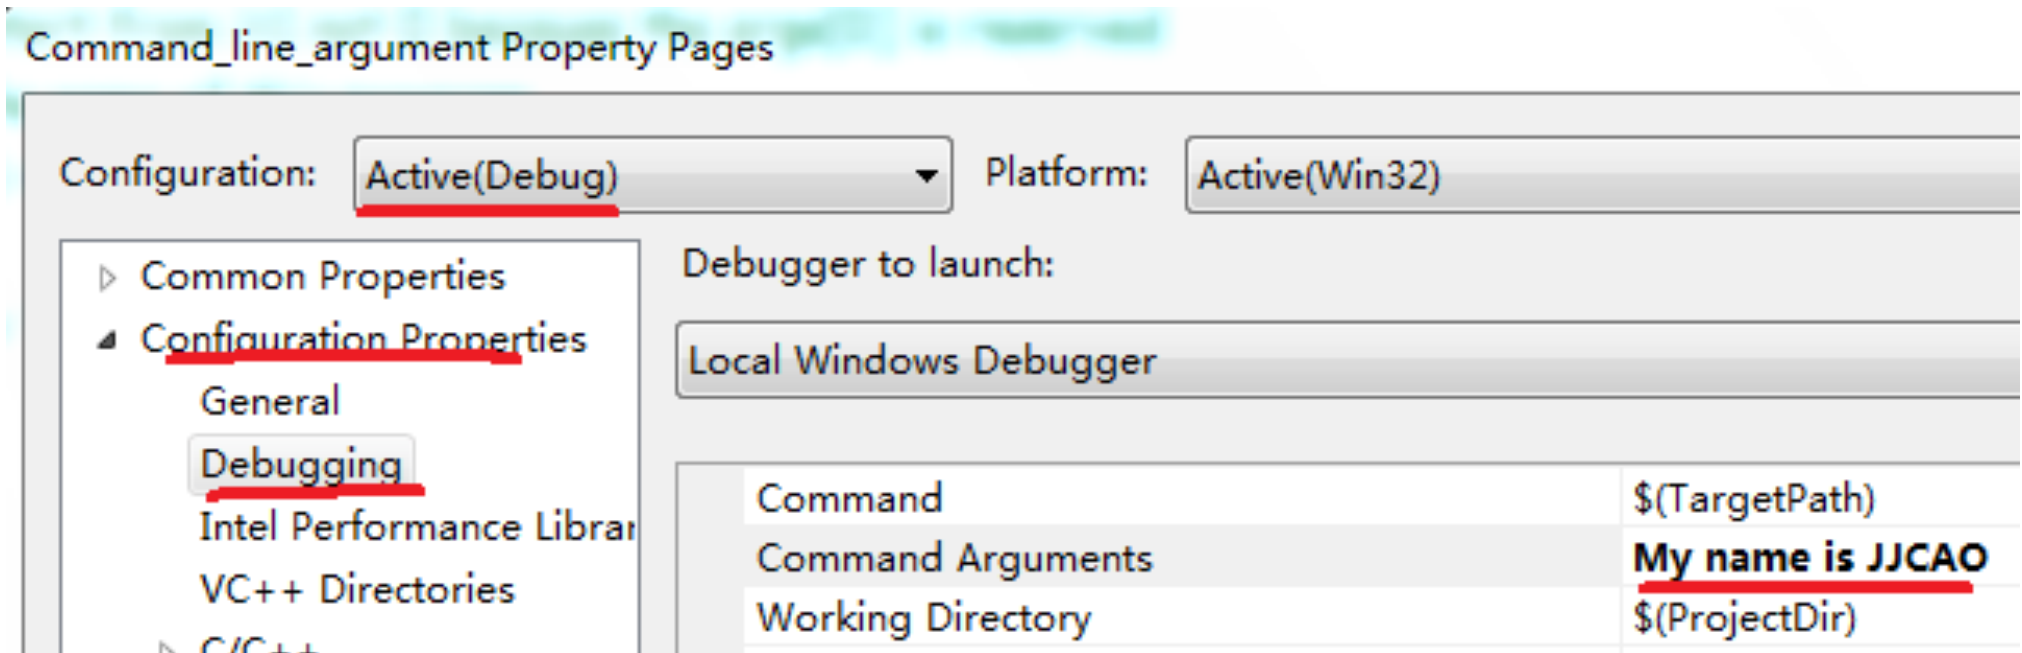 Command_line_argument Property Pages
Configuration: Active(Debug) Platform: Active(Win32)
Common Properties
Configuration Properties
General
Debugging
Intel Performance Librar
VC++ Directories
C/C++
Debugger to launch:
Local Windows Debugger
Command $(TargetPath)
Command Arguments My name is JJCAO
Working Directory $(ProjectDir)